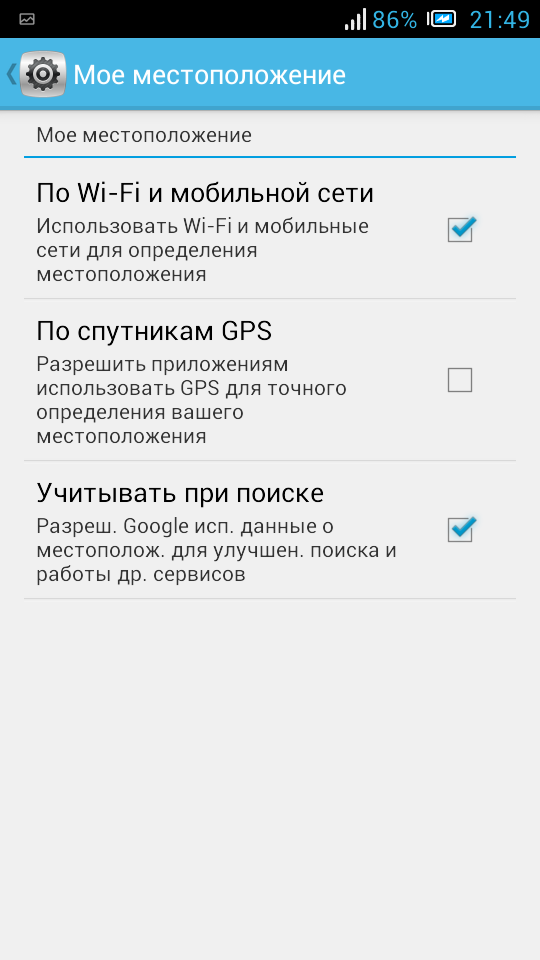 86% 21:49
Мое местоположение
Мое местоположение
По Wi-Fi и мобильной сети
Использовать Wi-Fi и мобильные
сети для определения
местоположения
По спутникам GPS
Разрешить приложениям
использовать GPS для точного
определения вашего
местоположения
Учитывать при поиске
Разреш. Google исп. данные о
местополож. для улучшен. поиска и
работы др. сервисов